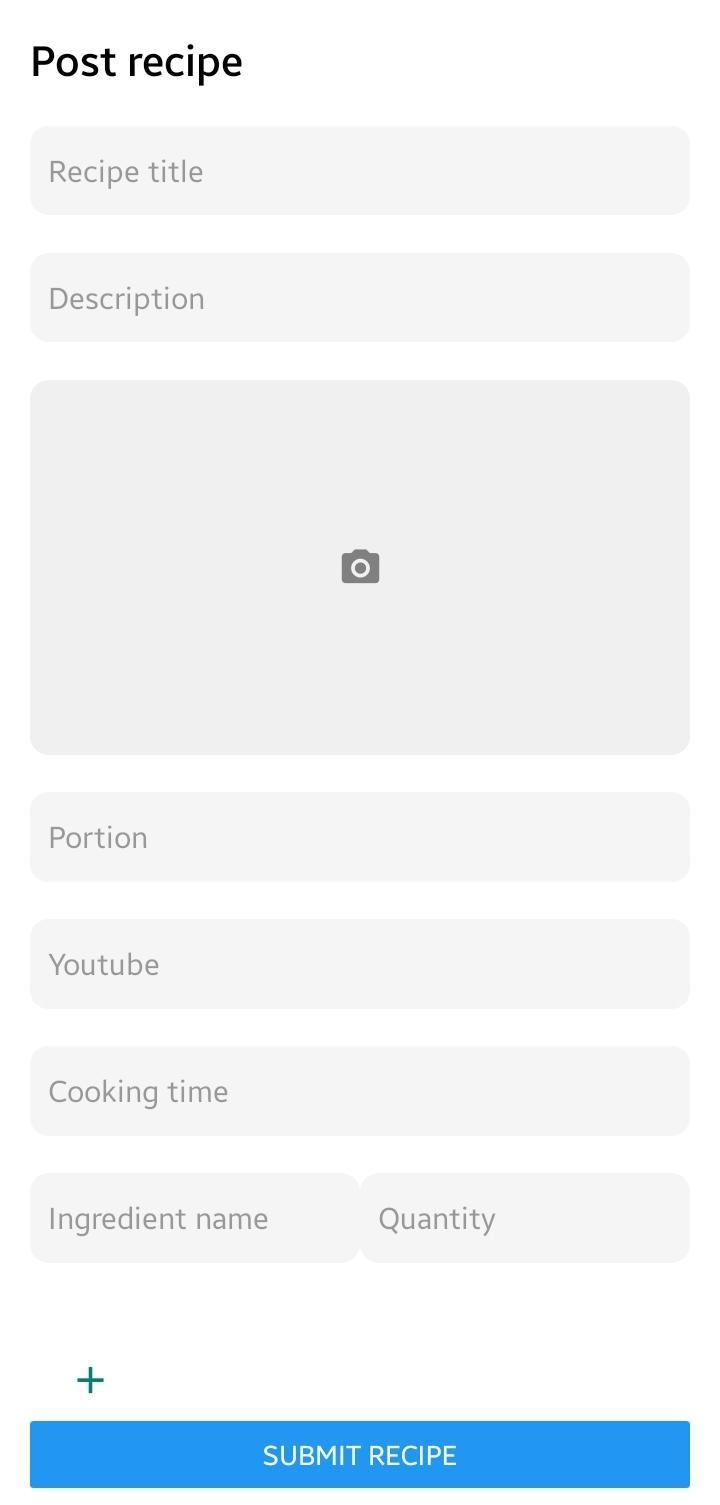 Post recipe
Recipe title
Description
Portion
Youtube
Cooking time
Ingredient name Quantity
+
SUBMIT RECIPE